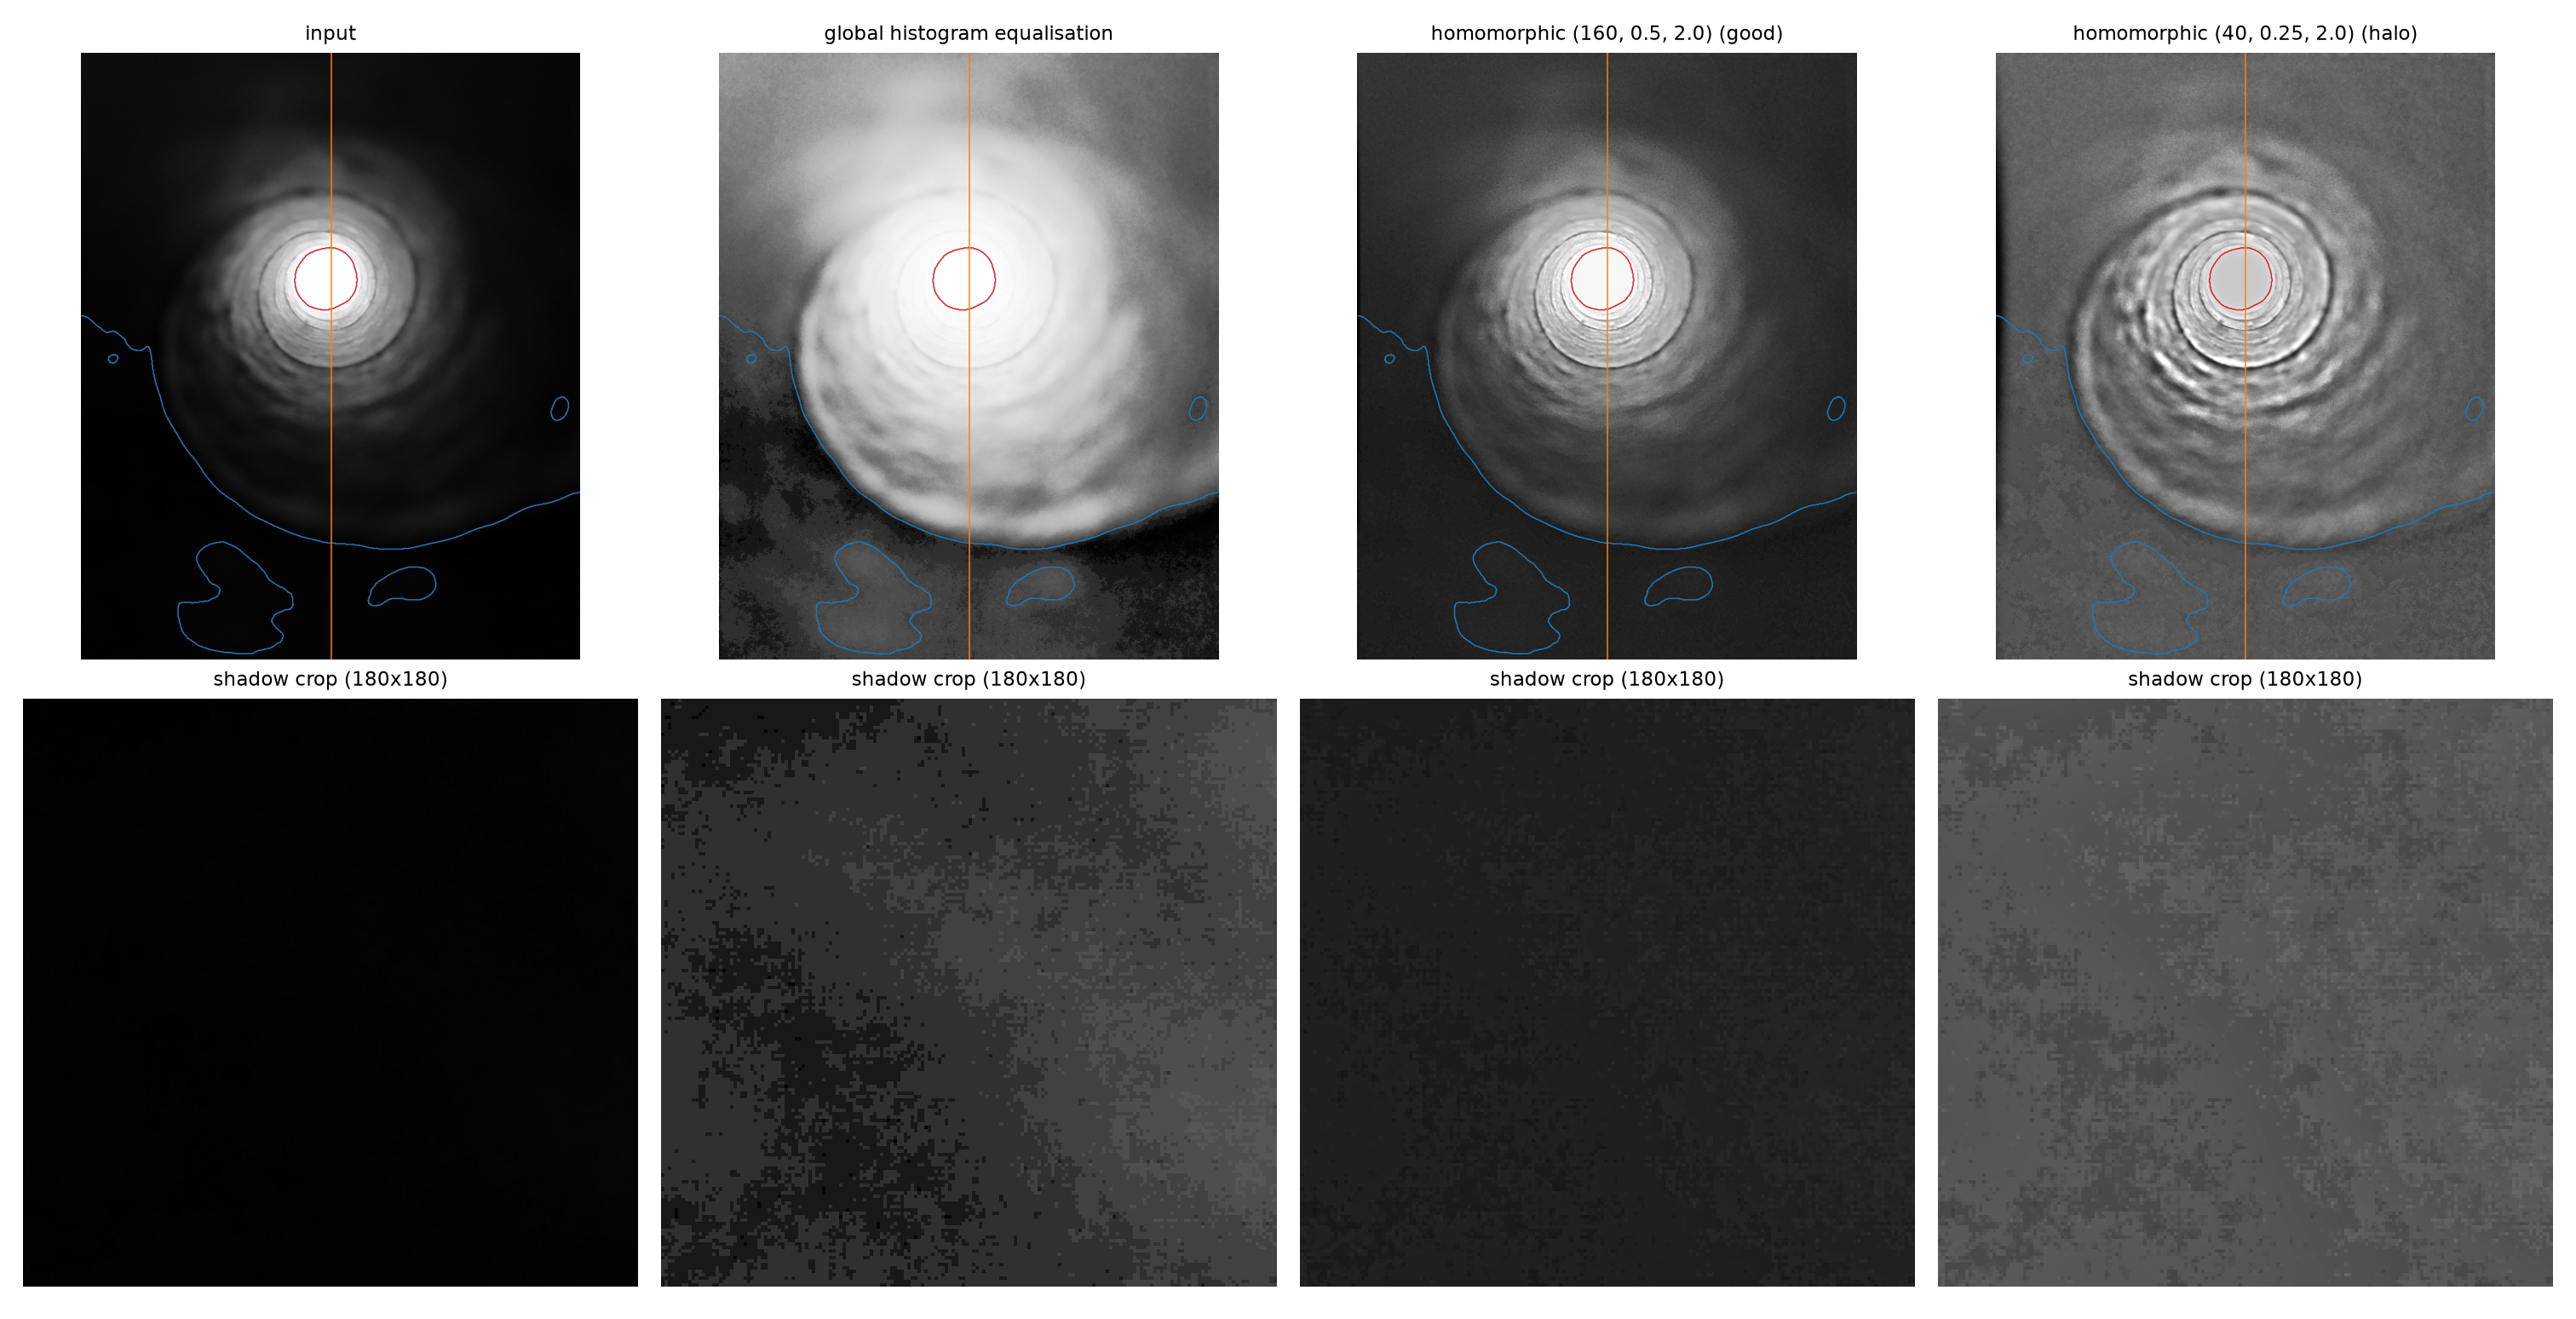 input
global histogram equalisation
homomorphic (160, 0.5, 2.0) (good)
homomorphic (40, 0.25, 2.0) (halo)
shadow crop (180x180)
shadow crop (180x180)
shadow crop (180x180)
shadow crop (180x180)